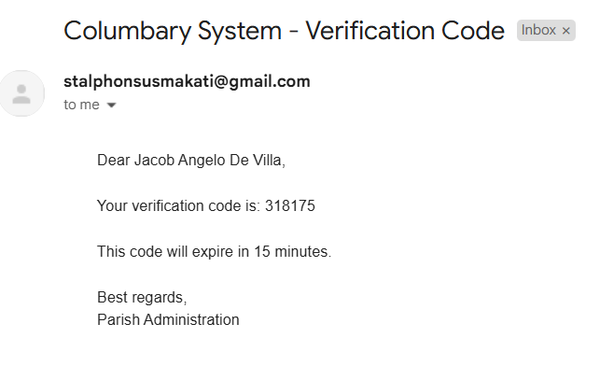 Columbary System - Verification Code Inbox ×
stalphonsusmakati@gmail.com
to me
Dear Jacob Angelo De Villa,
Your verification code is: 318175
This code will expire in 15 minutes.
Best regards,
Parish Administration